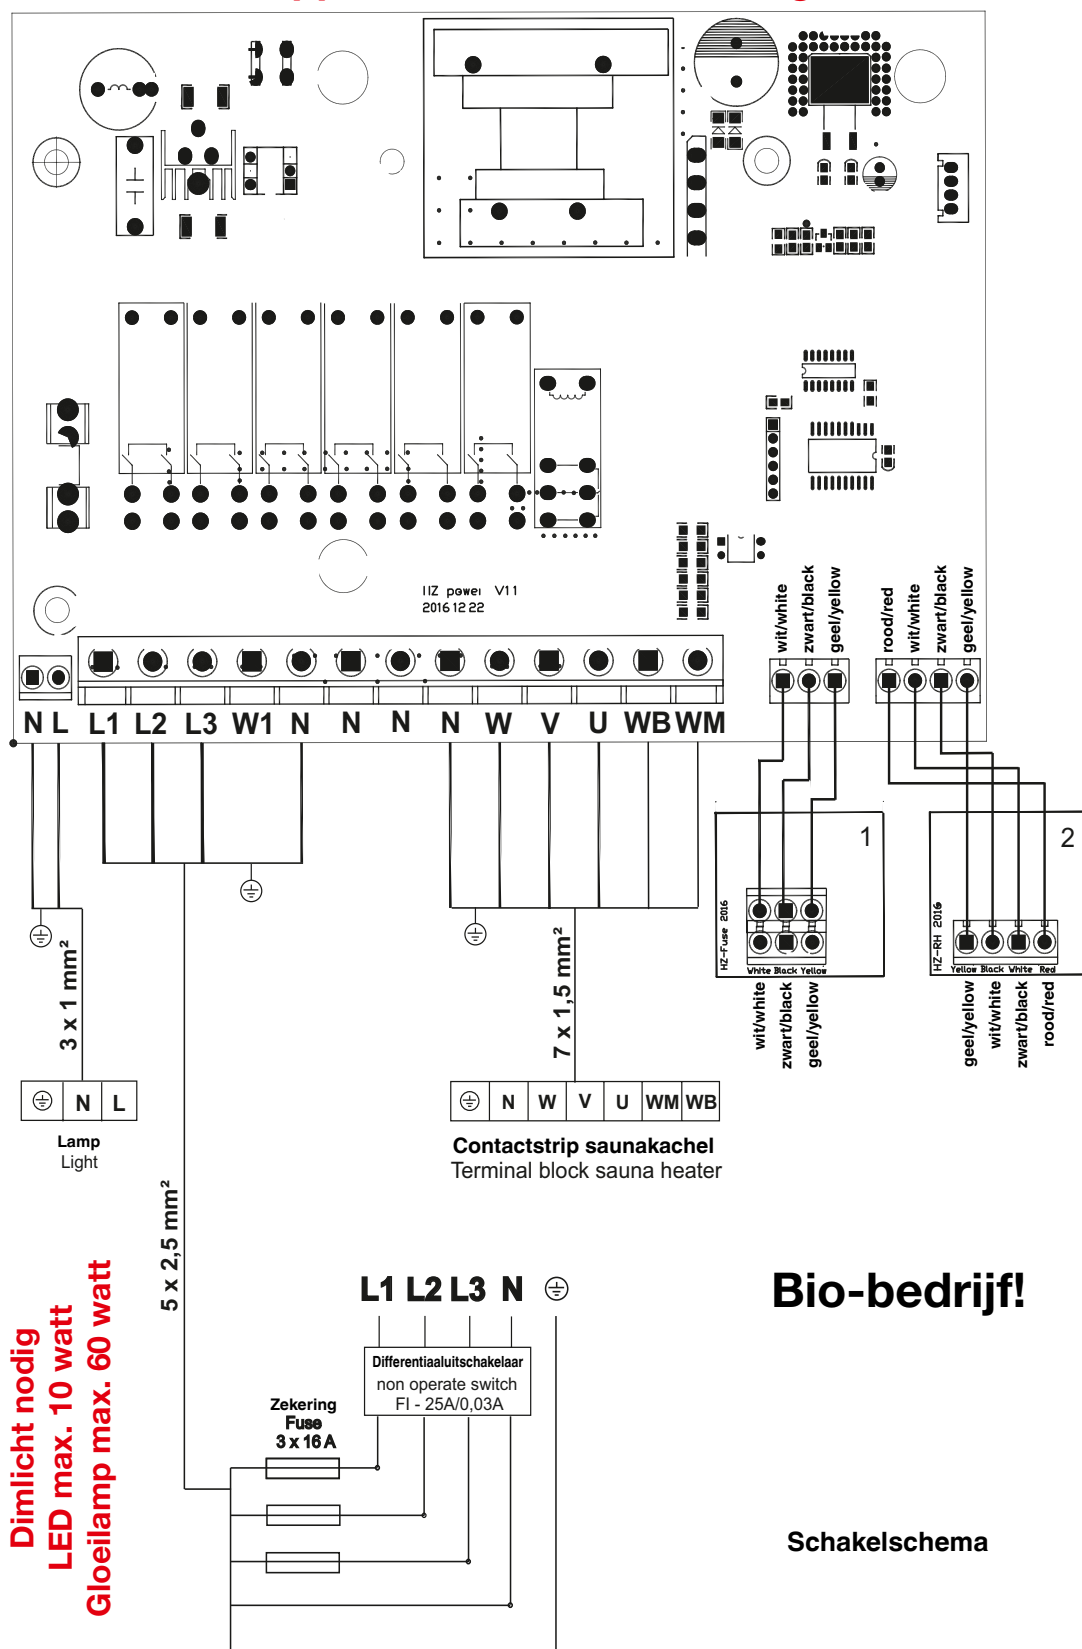 HZ power V11
2016 12 22
wit/white
zwart/black
geel/yellow
rood/red
wit/white
zwart/black
geel/yellow
N L L1 L2 L3 W1 N N N N W V U WB WM
1
HZ-Fuse 2016
White Black Yellow
wit/white
zwart/black
geel/yellow
2
HZ-RH 2016
Yellow Black White Red
geel/yellow
wit/white
zwart/black
rood/red
3 x 1 mm²
7 x 1,5 mm²
N L
Lamp
Light
N W V U WM WB
Contactstrip saunakachel
Terminal block sauna heater
5 x 2,5 mm²
L1 L2 L3 N
Differentiaaluitschakelaar
non operate switch
FI - 25A/0,03A
Zekering
Fuse
3 x 16 A
Bio-bedrijf!
Dimlicht nodig
LED max. 10 watt
Gloeilamp max. 60 watt
Schakelschema